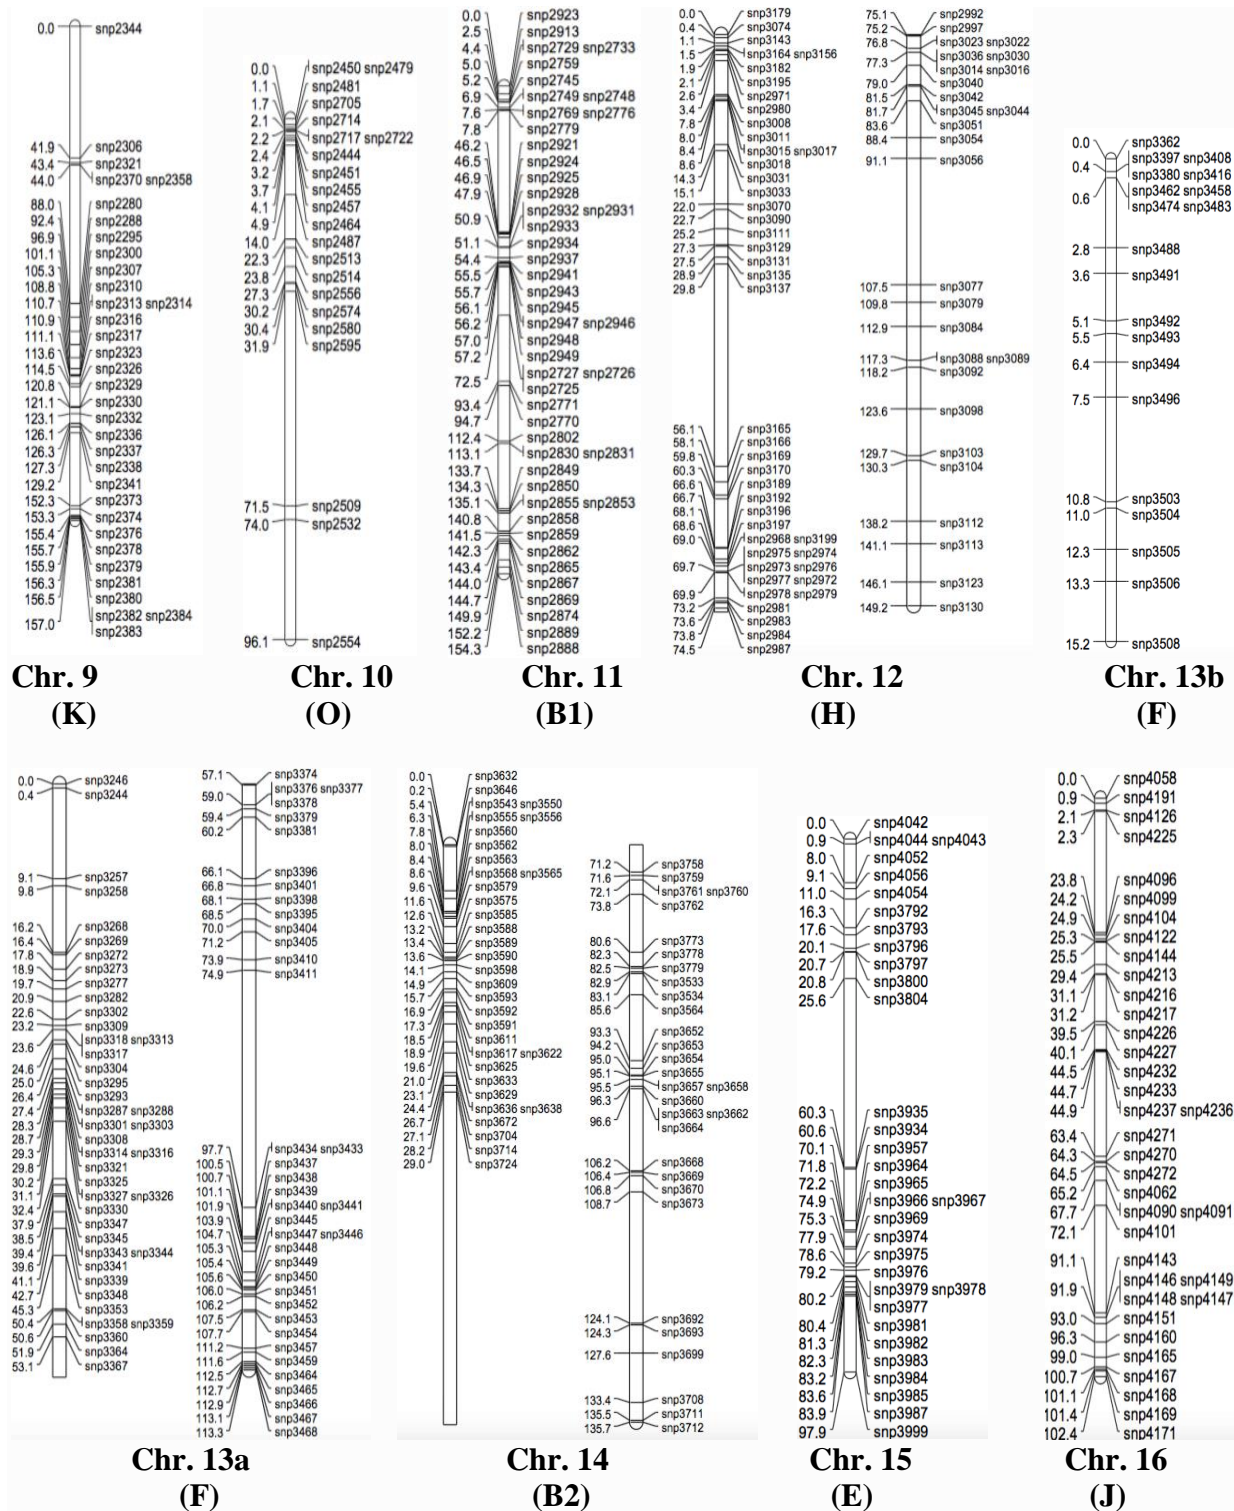 0.0 snp2344
41.9 snp2306
43.4 snp2321
44.0 snp2370 snp2358
88.0 snp2280
92.4 snp2288
96.9 snp2295
101.1 snp2300
105.3 snp2307
108.8 snp2310
110.7 snp2313 snp2314
110.9 snp2316
111.1 snp2317
113.6 snp2323
114.5 snp2326
120.8 snp2329
121.1 snp2330
123.1 snp2332
126.1 snp2336
126.3 snp2337
127.3 snp2338
129.2 snp2341
152.3 snp2373
153.3 snp2374
155.4 snp2376
155.7 snp2378
155.9 snp2379
156.3 snp2381
156.5 snp2380
157.0 snp2382 snp2384
snp2383
Chr. 9
(K)
0.0 snp2450 snp2479
1.1 snp2481
1.7 snp2705
2.1 snp2714
2.2 snp2717 snp2722
2.4 snp2444
3.2 snp2451
3.7 snp2455
4.1 snp2457
4.9 snp2464
14.0 snp2487
22.3 snp2513
23.8 snp2514
27.3 snp2556
30.2 snp2574
30.4 snp2580
31.9 snp2595
71.5 snp2509
74.0 snp2532
96.1 snp2554
Chr. 10
(O)
0.0 snp2923
2.5 snp2913
4.4 snp2729 snp2733
5.0 snp2759
5.2 snp2745
6.9 snp2749 snp2748
7.6 snp2769 snp2776
7.8 snp2779
46.2 snp2921
46.5 snp2924
46.9 snp2925
47.9 snp2928
50.9 snp2932 snp2931
snp2933
51.1 snp2934
54.4 snp2937
55.5 snp2941
55.7 snp2943
56.1 snp2945
56.2 snp2947 snp2946
57.0 snp2948
57.2 snp2949
72.5 snp2727 snp2726
snp2725
93.4 snp2771
94.7 snp2770
112.4 snp2802
113.1 snp2830 snp2831
133.7 snp2849
134.3 snp2850
135.1 snp2855 snp2853
140.8 snp2858
141.5 snp2859
142.3 snp2862
143.4 snp2865
144.0 snp2867
144.7 snp2869
149.9 snp2874
152.2 snp2889
154.3 snp2888
Chr. 11
(B1)
0.0 snp3179
0.4 snp3074
1.1 snp3143
1.5 snp3164 snp3156
1.9 snp3182
2.1 snp3195
2.6 snp2971
3.4 snp2980
7.8 snp3008
8.0 snp3011
8.4 snp3015 snp3017
8.6 snp3018
14.3 snp3031
15.1 snp3033
22.0 snp3070
22.7 snp3090
25.2 snp3111
27.3 snp3129
27.5 snp3131
28.9 snp3135
29.8 snp3137
56.1 snp3165
58.1 snp3166
59.8 snp3169
60.3 snp3170
66.6 snp3189
66.7 snp3192
68.1 snp3196
68.6 snp3197
69.0 snp2968 snp3199
69.7 snp2975 snp2974
snp2973 snp2976
snp2977 snp2972
69.9 snp2978 snp2979
73.2 snp2981
73.6 snp2983
73.8 snp2984
74.5 snp2987
75.1 snp2992
75.2 snp2997
76.8 snp3023 snp3022
77.3 snp3036 snp3030
snp3014 snp3016
79.0 snp3040
81.5 snp3042
81.7 snp3045 snp3044
83.6 snp3051
88.4 snp3054
91.1 snp3056
107.5 snp3077
109.8 snp3079
112.9 snp3084
117.3 snp3088 snp3089
118.2 snp3092
123.6 snp3098
129.7 snp3103
130.3 snp3104
138.2 snp3112
141.1 snp3113
146.1 snp3123
149.2 snp3130
Chr. 12
(H)
0.0 snp3362
0.4 snp3397 snp3408
snp3380 snp3416
0.6 snp3462 snp3458
snp3474 snp3483
2.8 snp3488
3.6 snp3491
5.1 snp3492
5.5 snp3493
6.4 snp3494
7.5 snp3496
10.8 snp3503
11.0 snp3504
12.3 snp3505
13.3 snp3506
15.2 snp3508
Chr. 13b
(F)
0.0 snp3246
0.4 snp3244
9.1 snp3257
9.8 snp3258
16.2 snp3268
16.4 snp3269
17.8 snp3272
18.9 snp3273
19.7 snp3277
20.9 snp3282
22.6 snp3302
23.2 snp3309
23.6 snp3318 snp3313
snp3317
24.6 snp3304
25.0 snp3295
26.4 snp3293
27.4 snp3287 snp3288
28.3 snp3301 snp3303
28.7 snp3308
29.3 snp3314 snp3316
29.8 snp3321
30.2 snp3325
31.1 snp3327 snp3326
32.4 snp3330
37.9 snp3347
38.5 snp3345
39.4 snp3343 snp3344
39.6 snp3341
41.1 snp3339
42.7 snp3348
45.3 snp3353
50.4 snp3358 snp3359
50.6 snp3360
51.9 snp3364
53.1 snp3367
57.1 snp3374
59.0 snp3376 snp3377
snp3378
59.4 snp3379
60.2 snp3381
66.1 snp3396
66.8 snp3401
68.1 snp3398
68.5 snp3395
70.0 snp3404
71.2 snp3405
73.9 snp3410
74.9 snp3411
97.7 snp3434 snp3433
100.5 snp3437
100.7 snp3438
101.1 snp3439
101.9 snp3440 snp3441
103.9 snp3445
104.7 snp3447 snp3446
105.3 snp3448
105.4 snp3449
105.6 snp3450
106.0 snp3451
106.2 snp3452
107.5 snp3453
107.7 snp3454
111.2 snp3457
111.6 snp3459
112.5 snp3464
112.7 snp3465
112.9 snp3466
113.1 snp3467
113.3 snp3468
Chr. 13a
(F)
0.0 snp3632
0.2 snp3646
5.4 snp3543 snp3550
6.3 snp3555 snp3556
7.8 snp3560
8.0 snp3562
8.4 snp3563
8.6 snp3568 snp3565
9.6 snp3579
11.6 snp3575
12.6 snp3585
13.2 snp3588
13.4 snp3589
13.6 snp3590
14.1 snp3598
14.9 snp3609
15.7 snp3593
16.9 snp3592
17.3 snp3591
18.5 snp3611
18.9 snp3617 snp3622
19.6 snp3625
21.0 snp3633
23.1 snp3629
24.4 snp3636 snp3638
26.7 snp3672
27.1 snp3704
28.2 snp3714
29.0 snp3724
71.2 snp3758
71.6 snp3759
72.1 snp3761 snp3760
73.8 snp3762
80.6 snp3773
82.3 snp3778
82.5 snp3779
82.9 snp3533
83.1 snp3534
85.6 snp3564
93.3 snp3652
94.2 snp3653
95.0 snp3654
95.1 snp3655
95.5 snp3657 snp3658
96.3 snp3660
96.6 snp3663 snp3662
snp3664
106.2 snp3668
106.4 snp3669
106.8 snp3670
108.7 snp3673
124.1 snp3692
124.3 snp3693
127.6 snp3699
133.4 snp3708
135.5 snp3711
135.7 snp3712
Chr. 14
(B2)
0.0 snp4042
0.9 snp4044 snp4043
8.0 snp4052
9.1 snp4056
11.0 snp4054
16.3 snp3792
17.6 snp3793
20.1 snp3796
20.7 snp3797
20.8 snp3800
25.6 snp3804
60.3 snp3935
60.6 snp3934
70.1 snp3957
71.8 snp3964
72.2 snp3965
74.9 snp3966 snp3967
75.3 snp3969
77.9 snp3974
78.6 snp3975
79.2 snp3976
80.2 snp3979 snp3978
snp3977
80.4 snp3981
81.3 snp3982
82.3 snp3983
83.2 snp3984
83.6 snp3985
83.9 snp3987
97.9 snp3999
Chr. 15
(E)
0.0 snp4058
0.9 snp4191
2.1 snp4126
2.3 snp4225
23.8 snp4096
24.2 snp4099
24.9 snp4104
25.3 snp4122
25.5 snp4144
29.4 snp4213
31.1 snp4216
31.2 snp4217
39.5 snp4226
40.1 snp4227
44.5 snp4232
44.7 snp4233
44.9 snp4237 snp4236
63.4 snp4271
64.3 snp4270
64.5 snp4272
65.2 snp4062
67.7 snp4090 snp4091
72.1 snp4101
91.1 snp4143
91.9 snp4146 snp4149
snp4148 snp4147
93.0 snp4151
96.3 snp4160
99.0 snp4165
100.7 snp4167
101.1 snp4168
101.4 snp4169
102.4 snp4171
Chr. 16
(J)